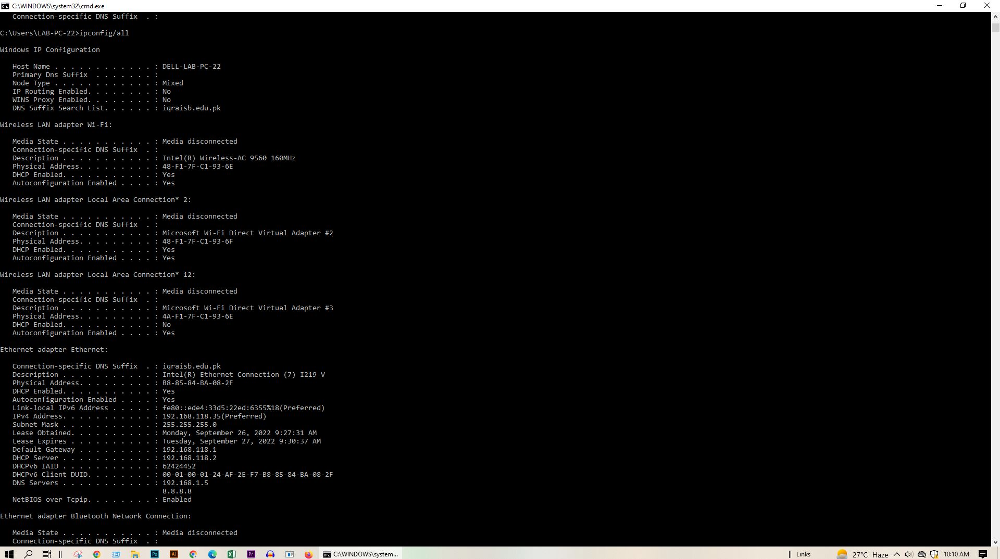 C:\WINDOWS\system32\cmd.exe
   Connection-specific DNS Suffix  . :
C:\Users\LAB-PC-22>ipconfig/all
Windows IP Configuration
   Host Name . . . . . . . . . . . . : DELL-LAB-PC-22
   Primary Dns Suffix  . . . . . . . :
   Node Type . . . . . . . . . . . . : Mixed
   IP Routing Enabled. . . . . . . . : No
   WINS Proxy Enabled. . . . . . . . : No
   DNS Suffix Search List. . . . . . : iqraisb.edu.pk
Wireless LAN adapter Wi-Fi:
   Media State . . . . . . . . . . . : Media disconnected
   Connection-specific DNS Suffix  . :
   Description . . . . . . . . . . . : Intel(R) Wireless-AC 9560 160MHz
   Physical Address. . . . . . . . . : 48-F1-7F-C1-93-6E
   DHCP Enabled. . . . . . . . . . . : Yes
   Autoconfiguration Enabled . . . . : Yes
Wireless LAN adapter Local Area Connection* 2:
   Media State . . . . . . . . . . . : Media disconnected
   Connection-specific DNS Suffix  . :
   Description . . . . . . . . . . . : Microsoft Wi-Fi Direct Virtual Adapter #2
   Physical Address. . . . . . . . . : 48-F1-7F-C1-93-6F
   DHCP Enabled. . . . . . . . . . . : Yes
   Autoconfiguration Enabled . . . . : Yes
Wireless LAN adapter Local Area Connection* 12:
   Media State . . . . . . . . . . . : Media disconnected
   Connection-specific DNS Suffix  . :
   Description . . . . . . . . . . . : Microsoft Wi-Fi Direct Virtual Adapter #3
   Physical Address. . . . . . . . . : 4A-F1-7F-C1-93-6E
   DHCP Enabled. . . . . . . . . . . : No
   Autoconfiguration Enabled . . . . : Yes
Ethernet adapter Ethernet:
   Connection-specific DNS Suffix  . : iqraisb.edu.pk
   Description . . . . . . . . . . . : Intel(R) Ethernet Connection (7) I219-V
   Physical Address. . . . . . . . . : B8-85-84-BA-08-2F
   DHCP Enabled. . . . . . . . . . . : Yes
   Autoconfiguration Enabled . . . . : Yes
   Link-local IPv6 Address . . . . . : fe80::ede4:33d5:22ed:6355%18(Preferred)
   IPv4 Address. . . . . . . . . . . : 192.168.118.35(Preferred)
   Subnet Mask . . . . . . . . . . . : 255.255.255.0
   Lease Obtained. . . . . . . . . . : Monday, September 26, 2022 9:27:31 AM
   Lease Expires . . . . . . . . . . : Tuesday, September 27, 2022 9:30:37 AM
   Default Gateway . . . . . . . . . : 192.168.118.1
   DHCP Server . . . . . . . . . . . : 192.168.118.2
   DHCPv6 IAID . . . . . . . . . . . : 62424452
   DHCPv6 Client DUID. . . . . . . . : 00-01-00-01-24-AF-2E-F7-B8-85-84-BA-08-2F
   DNS Servers . . . . . . . . . . . : 192.168.1.5
                                       8.8.8.8
   NetBIOS over Tcpip. . . . . . . . : Enabled
Ethernet adapter Bluetooth Network Connection:
   Media State . . . . . . . . . . . : Media disconnected
   Connection-specific DNS Suffix  . :
Ps Ai Pr C:\WINDOWS\system... Links 27°C Haze 10:10 AM